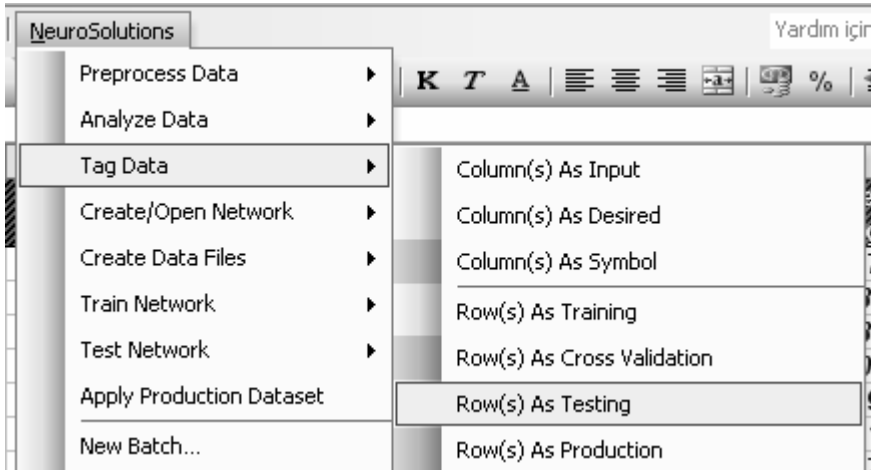 NeuroSolutions
Yardım için
K T A a %
Preprocess Data
Analyze Data
Tag Data
Create/Open Network
Create Data Files
Train Network
Test Network
Apply Production Dataset
New Batch...
Column(s) As Input
Column(s) As Desired
Column(s) As Symbol
Row(s) As Training
Row(s) As Cross Validation
Row(s) As Testing
Row(s) As Production